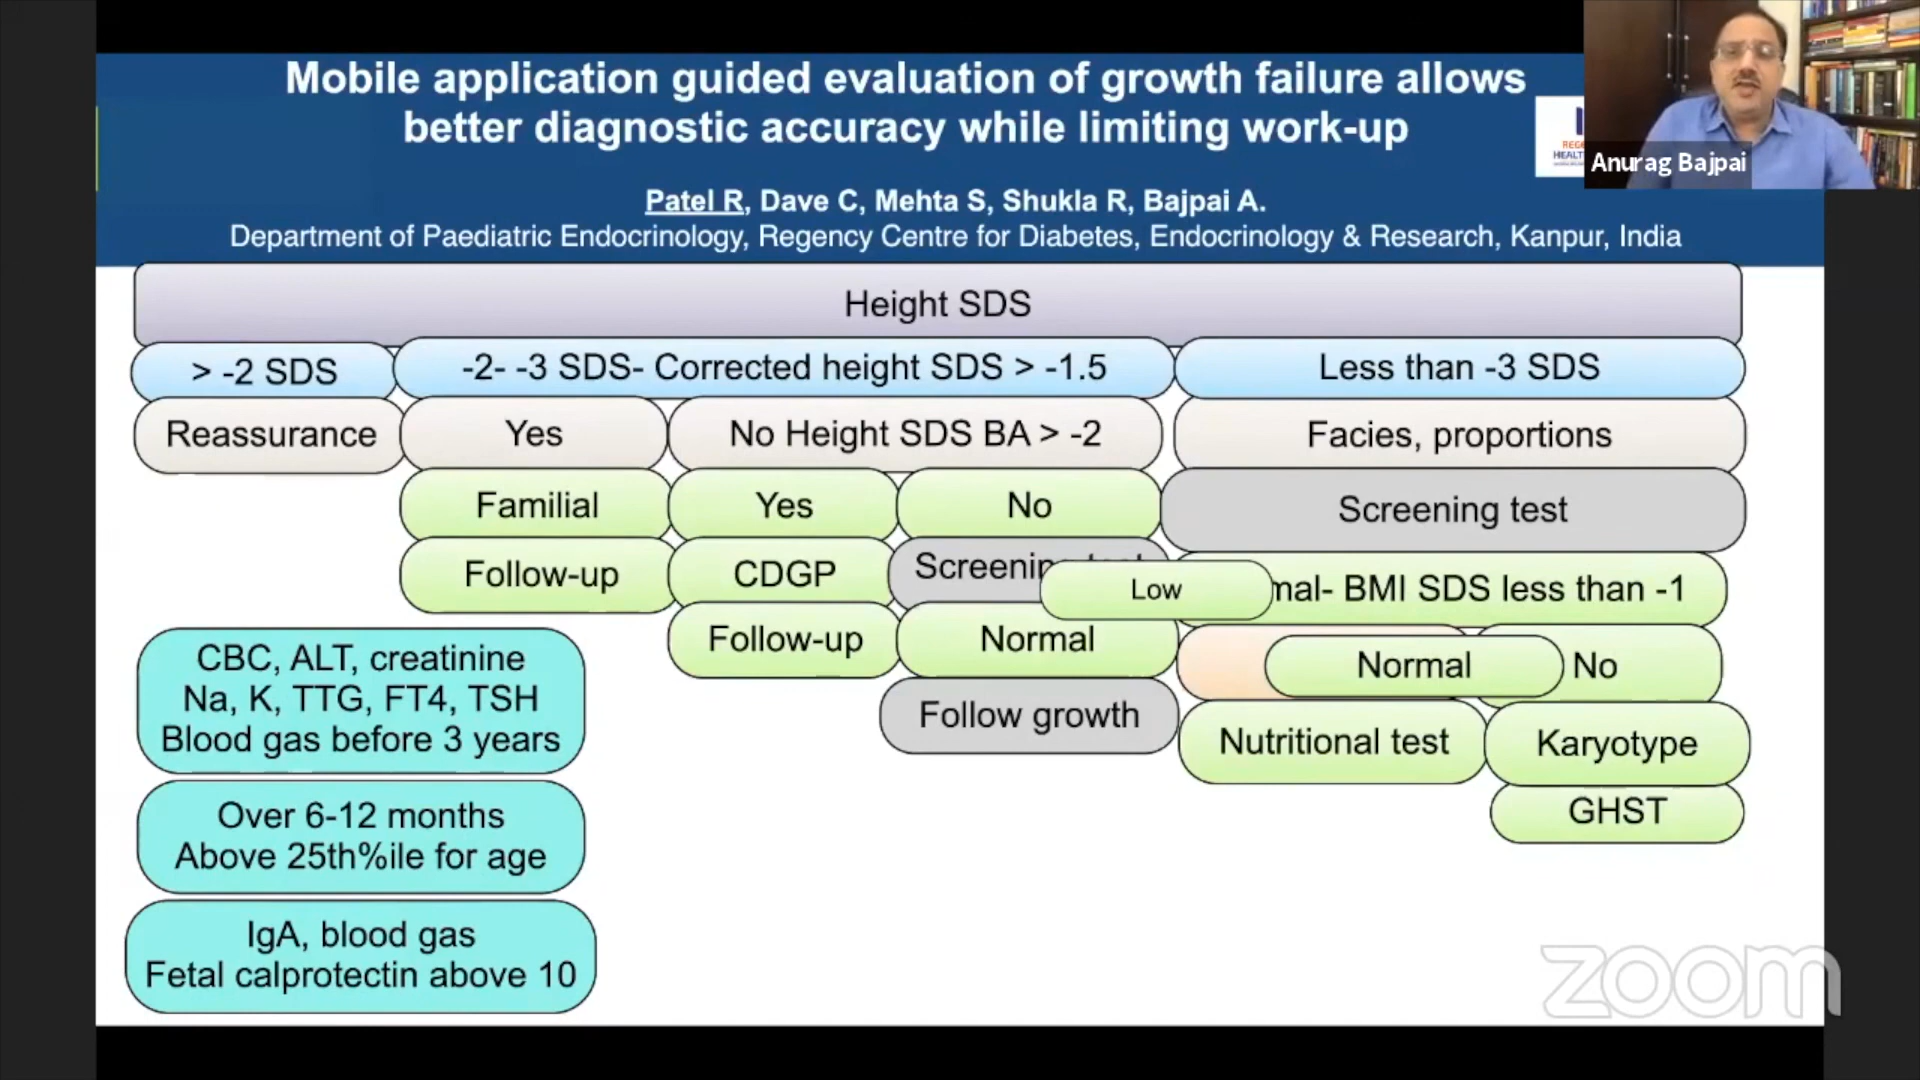 Mobile application guided evaluation of growth failure allows
better diagnostic accuracy while limiting work-up
Anurag Bajpai
Patel R, Dave C, Mehta S, Shukla R, Bajpai A.
Department of Paediatric Endocrinology, Regency Centre for Diabetes, Endocrinology & Research, Kanpur, India
Height SDS
> -2 SDS
-2- -3 SDS- Corrected height SDS > -1.5
Less than -3 SDS
Reassurance
Yes
No Height SDS BA > -2
Facies, proportions
Familial
Yes
No
Screening test
Follow-up
CDGP
Low
BMI SDS less than -1
Follow-up
Normal
Normal
No
Follow growth
Nutritional test
Karyotype
GHST
CBC, ALT, creatinine
Na, K, TTG, FT4, TSH
Blood gas before 3 years
Over 6-12 months
Above 25th%ile for age
IgA, blood gas
Fetal calprotectin above 10
zoom